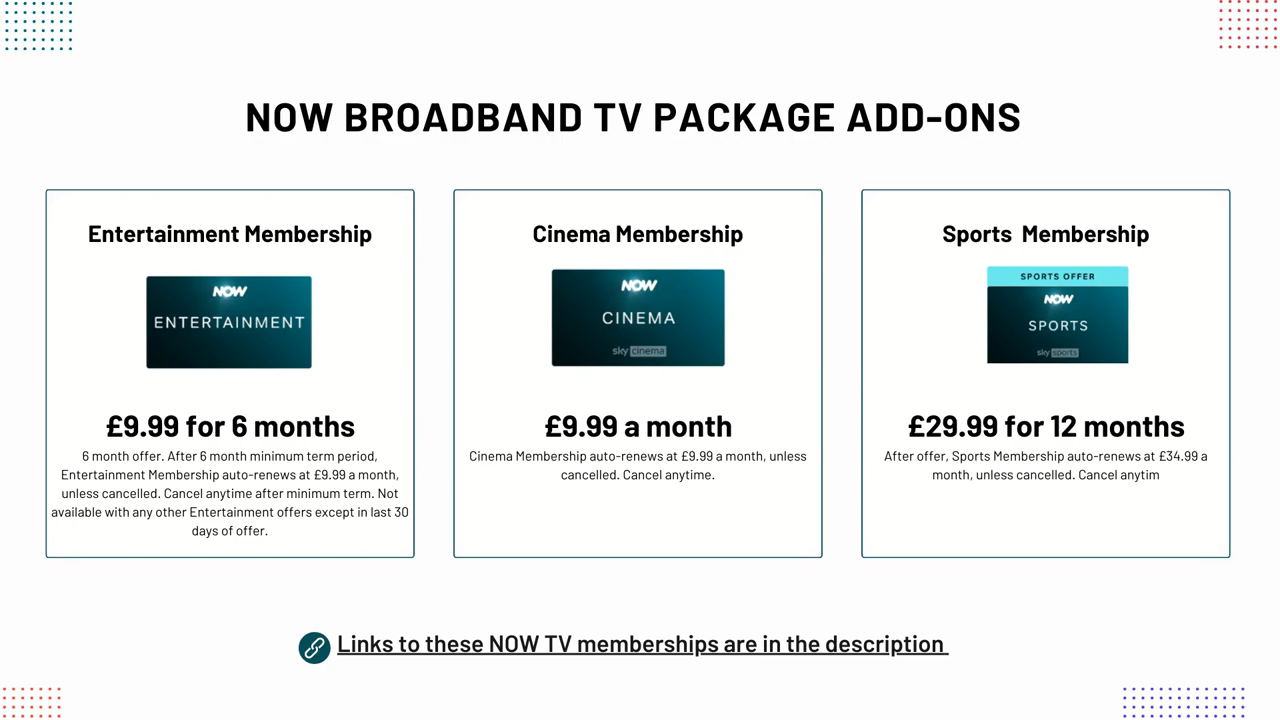 NOW BROADBAND TV PACKAGE ADD-ONS
Entertainment Membership
NOW
ENTERTAINMENT
£9.99 for 6 months
6 month offer. After 6 month minimum term period,
Entertainment Membership auto-renews at £9.99 a month,
unless cancelled. Cancel anytime after minimum term. Not
available with any other Entertainment offers except in last 30
days of offer.
Cinema Membership
NOW
CINEMA
sky cinema
£9.99 a month
Cinema Membership auto-renews at £9.99 a month, unless
cancelled. Cancel anytime.
Sports Membership
SPORTS OFFER
NOW
SPORTS
sky sports
£29.99 for 12 months
After offer, Sports Membership auto-renews at £34.99 a
month, unless cancelled. Cancel anytim
Links to these NOW TV memberships are in the description